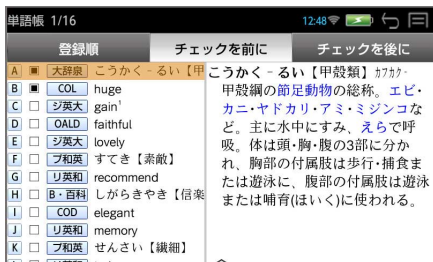 単語帳 1/16 12:48
登録順 チェックを前に チェックを後に
A 大辞泉 こうかく‐るい【甲
B COL huge
C ジ英大 gain¹
D OALD faithful
E ジ英大 lovely
F プ和英 すてき【素敵】
G リ英和 recommend
H B・百科 しがらきやき【信楽
I COD elegant
J リ英和 memory
K プ和英 せんさい【繊細】
こうかく‐るい【甲殻類】カフカク‐
甲殻綱の節足動物の総称。エビ・
カニ・ヤドカリ・アミ・ミジンコな
ど。主に水中にすみ、えらで呼
吸。体は頭・胸・腹の3部に分か
れ、胸部の付属肢は歩行・捕食ま
たは遊泳に、腹部の付属肢は遊泳
または哺育(ほいく)に使われる。